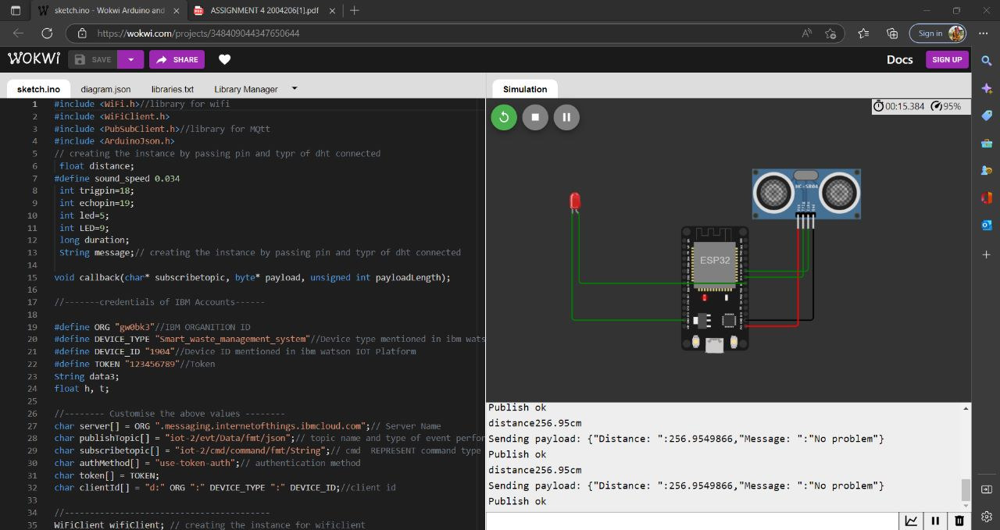 sketch.ino - Wokwi Arduino and
ASSIGNMENT 4 2004206[1].pdf
https://wokwi.com/projects/348409044347650644
Sign in
WOKWi
SAVE
SHARE
Docs
SIGN UP
sketch.ino
diagram.json
libraries.txt
Library Manager
Simulation
1 #include <WiFi.h>//library for wifi
2 #include <WiFiClient.h>
3 #include <PubSubClient.h>//library for MQtt
4 #include <ArduinoJson.h>
5 // creating the instance by passing pin and typr of dht connected
6 float distance;
7 #define sound_speed 0.034
8 int trigpin=18;
9 int echopin=19;
10 int led=5;
11 int LED=9;
12 long duration;
13 String message;// creating the instance by passing pin and typr of dht connected
14
15 void callback(char* subscribetopic, byte* payload, unsigned int payloadLength);
16
17 //-------credentials of IBM Accounts------
18
19 #define ORG "gw0bk3"//IBM ORGANITION ID
20 #define DEVICE_TYPE "Smart_waste_management_system"//Device type mentioned in ibm wats
21 #define DEVICE_ID "1904"//Device ID mentioned in ibm watson IOT Platform
22 #define TOKEN "123456789"//Token
23 String data3;
24 float h, t;
25
26 //-------- Customise the above values --------
27 char server[] = ORG ".messaging.internetofthings.ibmcloud.com";// Server Name
28 char publishTopic[] = "iot-2/evt/Data/fmt/json";// topic name and type of event perfor
29 char subscribetopic[] = "iot-2/cmd/command/fmt/String";// cmd  REPRESENT command type
30 char authMethod[] = "use-token-auth";// authentication method
31 char token[] = TOKEN;
32 char clientId[] = "d:" ORG ":" DEVICE_TYPE ":" DEVICE_ID;//client id
33
34 //-----------------------------------------
35 WiFiClient wifiClient; // creating the instance for wificlient
00:15.384 95%
HC-SR04
ESP32
Publish ok
distance256.95cm
Sending payload: {"Distance: ":256.9549866,"Message: ":"No problem"}
Publish ok
distance256.95cm
Sending payload: {"Distance: ":256.9549866,"Message: ":"No problem"}
Publish ok